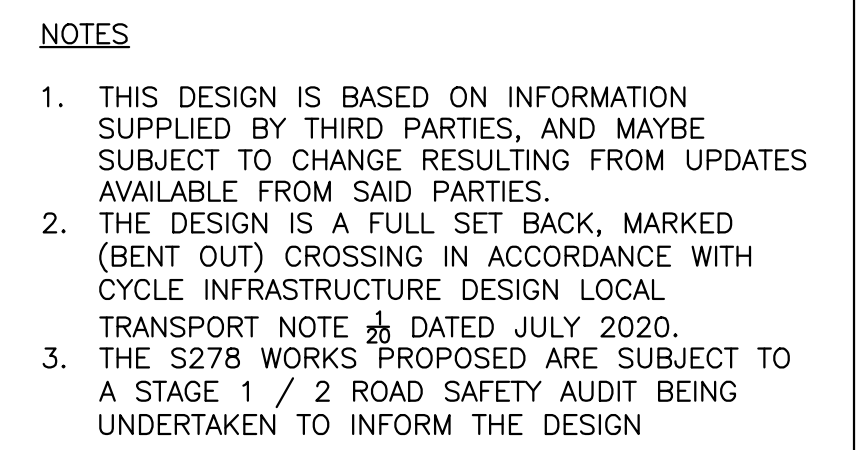 NOTES
1. THIS DESIGN IS BASED ON INFORMATION
SUPPLIED BY THIRD PARTIES, AND MAYBE
SUBJECT TO CHANGE RESULTING FROM UPDATES
AVAILABLE FROM SAID PARTIES.
2. THE DESIGN IS A FULL SET BACK, MARKED
(BENT OUT) CROSSING IN ACCORDANCE WITH
CYCLE INFRASTRUCTURE DESIGN LOCAL
TRANSPORT NOTE 1/20 DATED JULY 2020.
3. THE S278 WORKS PROPOSED ARE SUBJECT TO
A STAGE 1 / 2 ROAD SAFETY AUDIT BEING
UNDERTAKEN TO INFORM THE DESIGN